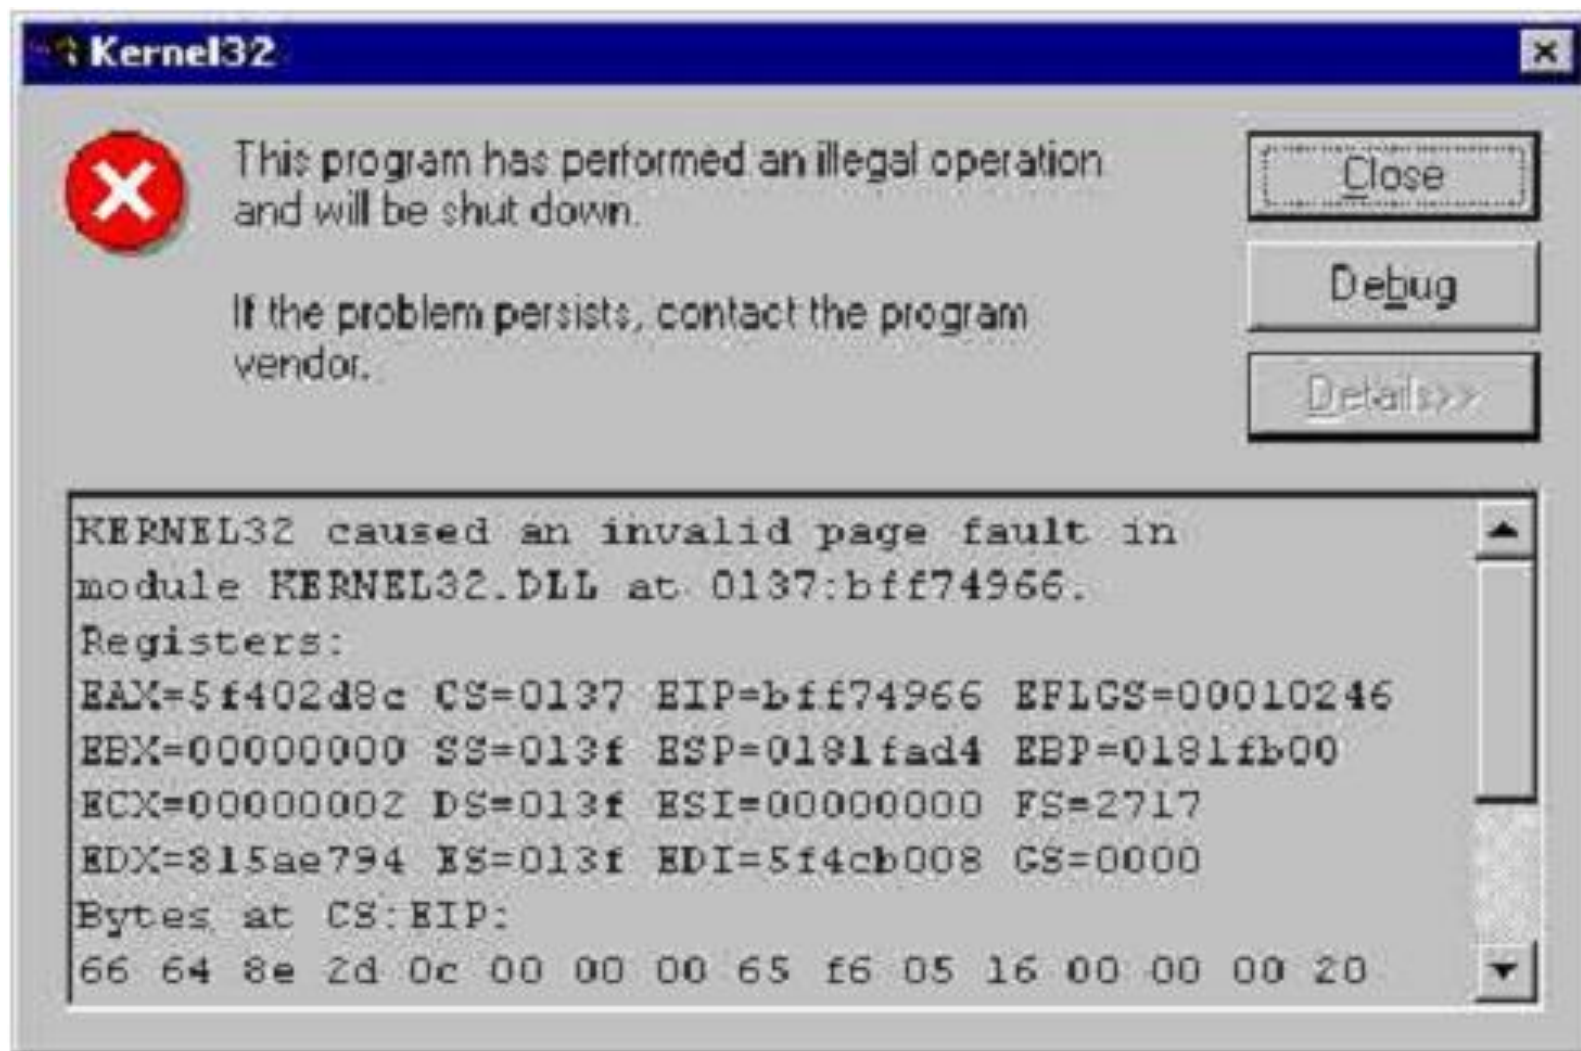 Kernel32
This program has performed an illegal operation
and will be shut down.
If the problem persists, contact the program
vendor.
Close
Debug
Details>>
KERNEL32 caused an invalid page fault in
module KERNEL32.DLL at 0137:bff74966.
Registers:
EAX=5f402d8c CS=0137 EIP=bff74966 EFLGS=00010246
EBX=00000000 SS=013f ESP=0181fad4 EBP=0181fb00
ECX=00000002 DS=013f ESI=00000000 FS=2717
EDX=815ae794 ES=013f EDI=5f4cb008 GS=0000
Bytes at CS:EIP:
66 64 8e 2d 0c 00 00 00 65 f6 05 16 00 00 00 20